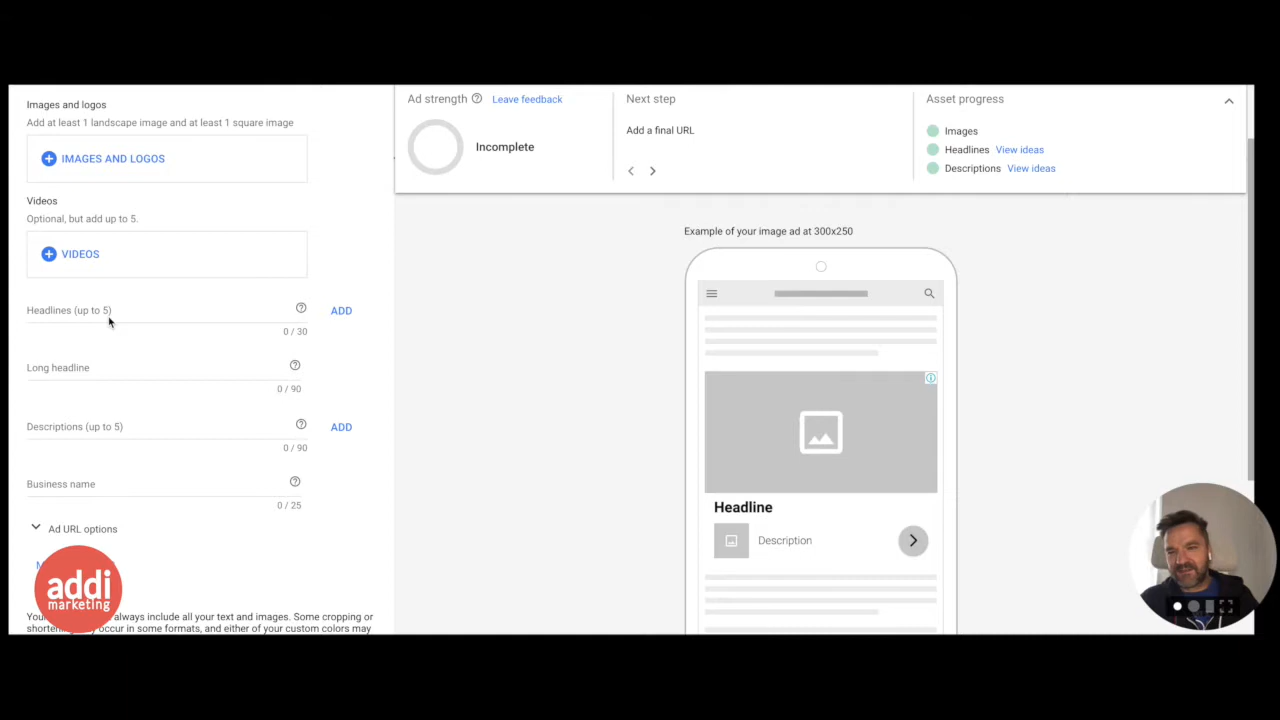 Images and logos
Add at least 1 landscape image and at least 1 square image
IMAGES AND LOGOS
Videos
Optional, but add up to 5.
VIDEOS
Headlines (up to 5)
ADD
0 / 30
Long headline
0 / 90
Descriptions (up to 5)
ADD
0 / 90
Business name
0 / 25
Ad URL options
addi
marketing
always include all your text and images. Some cropping or
occur in some formats, and either of your custom colors may
Ad strength
Leave feedback
Incomplete
Next step
Add a final URL
Asset progress
Images
Headlines View ideas
Descriptions View ideas
Example of your image ad at 300x250
Headline
Description